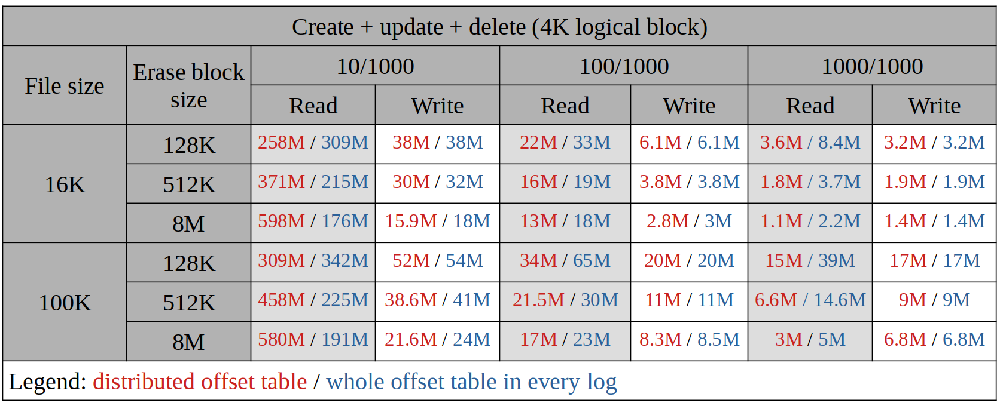 Create + update + delete (4K logical block)
File size
Erase block
size
10/1000
100/1000
1000/1000
Read
Write
Read
Write
Read
Write
16K
128K
258M / 309M
38M / 38M
22M / 33M
6.1M / 6.1M
3.6M / 8.4M
3.2M / 3.2M
512K
371M / 215M
30M / 32M
16M / 19M
3.8M / 3.8M
1.8M / 3.7M
1.9M / 1.9M
8M
598M / 176M
15.9M / 18M
13M / 18M
2.8M / 3M
1.1M / 2.2M
1.4M / 1.4M
100K
128K
309M / 342M
52M / 54M
34M / 65M
20M / 20M
15M / 39M
17M / 17M
512K
458M / 225M
38.6M / 41M
21.5M / 30M
11M / 11M
6.6M / 14.6M
9M / 9M
8M
580M / 191M
21.6M / 24M
17M / 23M
8.3M / 8.5M
3M / 5M
6.8M / 6.8M
Legend: distributed offset table / whole offset table in every log